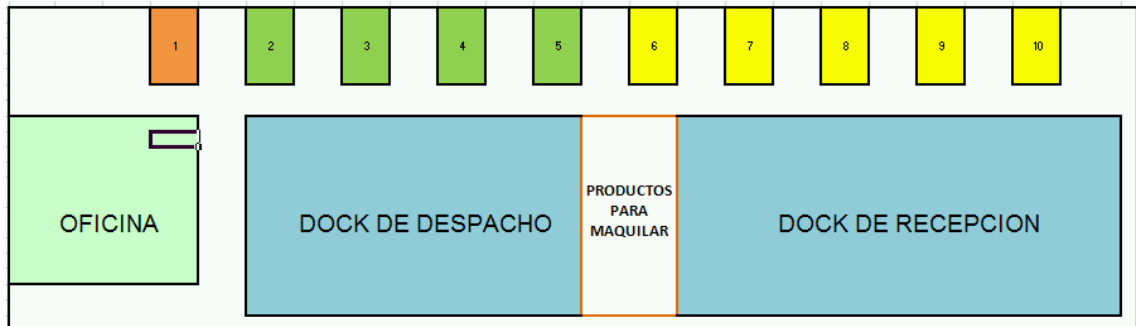 1 2 3 4 5 6 7 8 9 10
OFICINA
DOCK DE DESPACHO
PRODUCTOS
PARA
MAQUILAR
DOCK DE RECEPCION